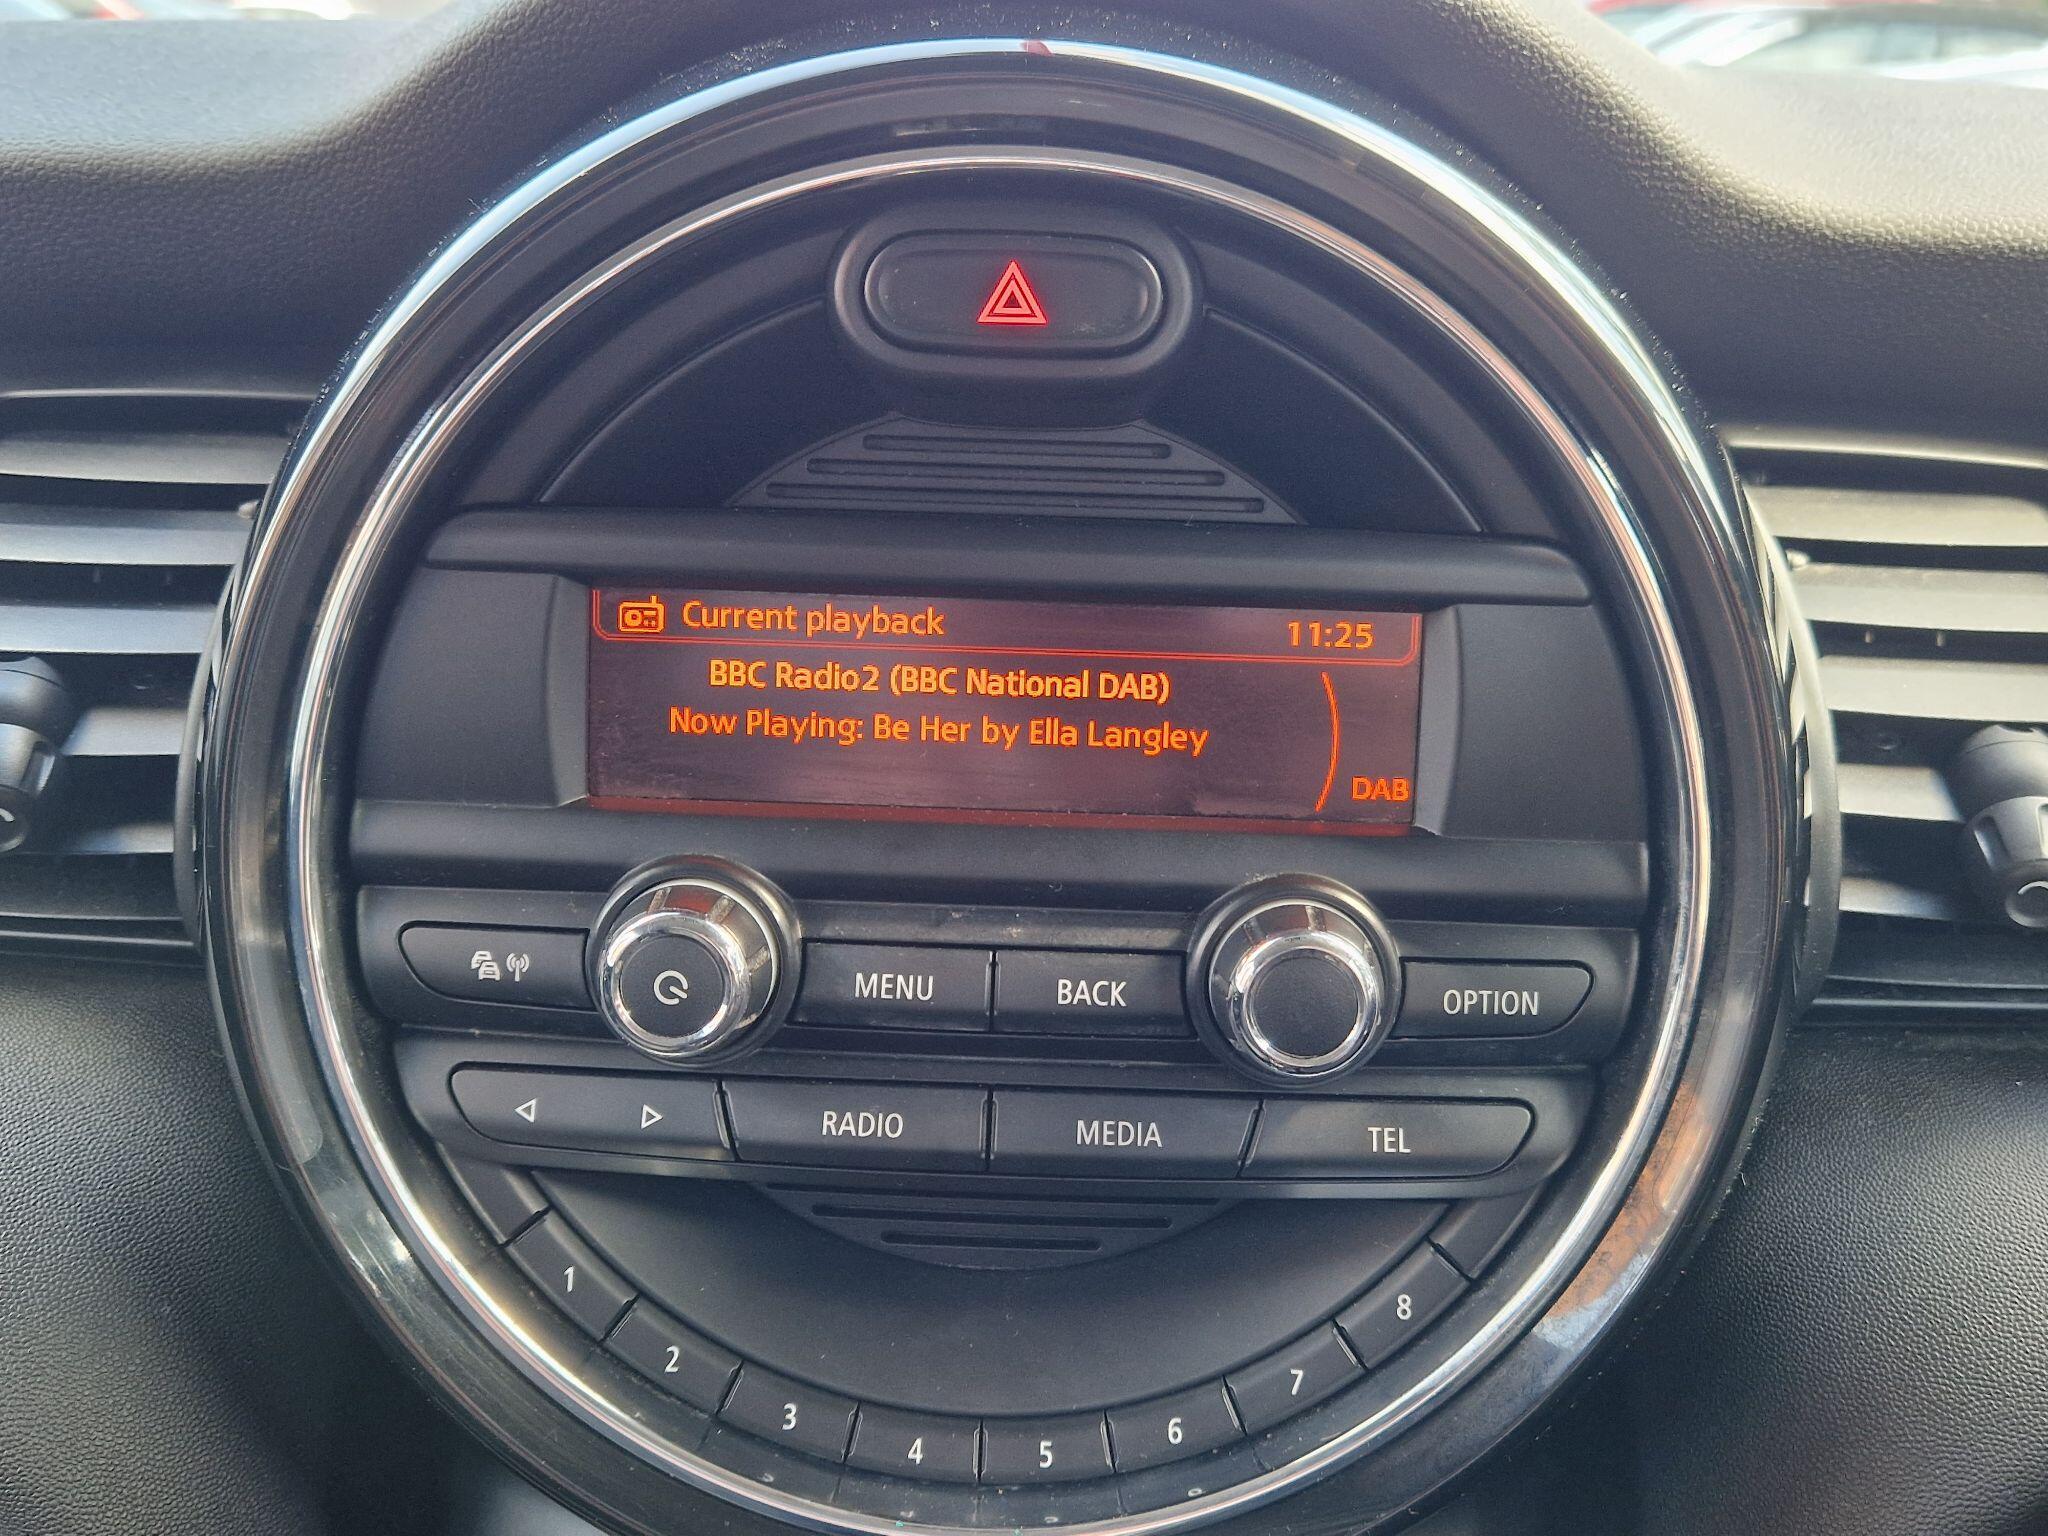 Current playback 11:25
BBC Radio2 (BBC National DAB)
Now Playing: Be Her by Ella Langley
DAB
MENU BACK OPTION
RADIO MEDIA TEL
1 2 3 4 5 6 7 8